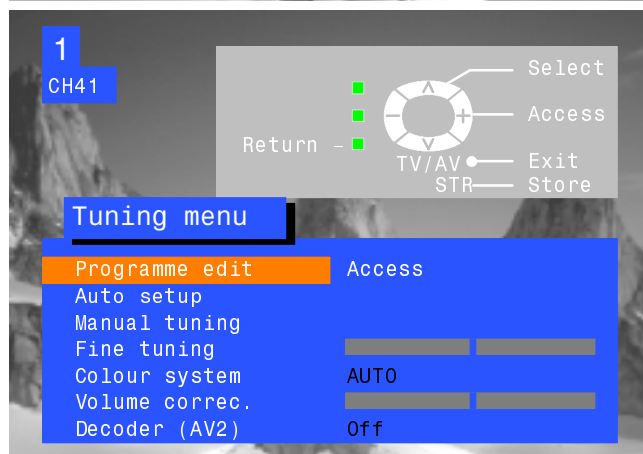 1
CH41
Select
Access
Return
TV/AV Exit
STR Store
Tuning menu
Programme edit Access
Auto setup
Manual tuning
Fine tuning
Colour system AUTO
Volume correc.
Decoder (AV2) Off